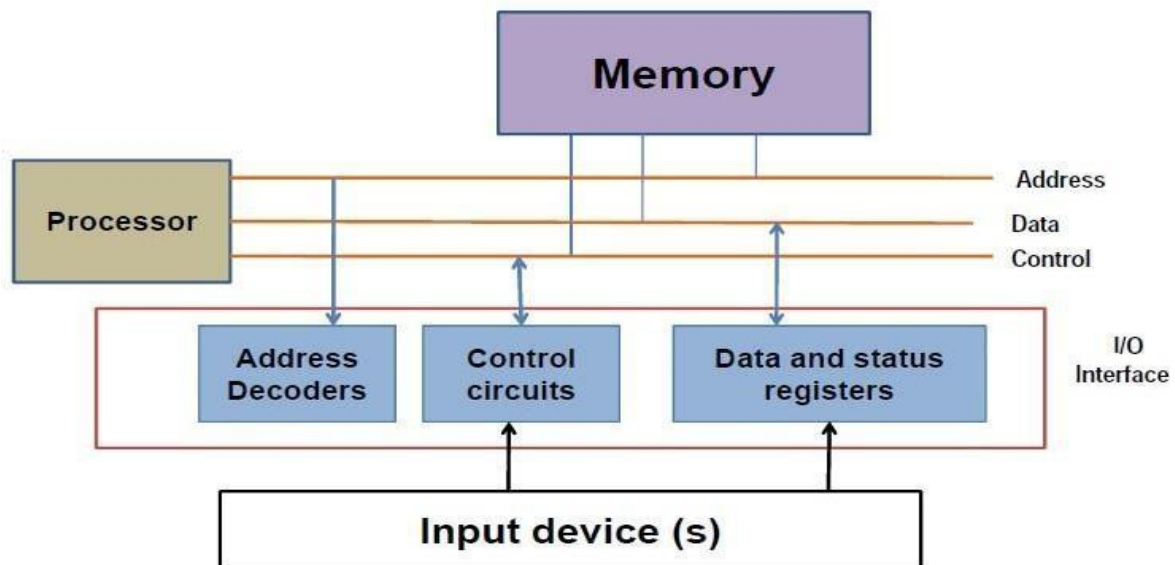 Memory
Processor
Address
Data
Control
Address
Decoders
Control
circuits
Data and status
registers
I/O
Interface
Input device (s)